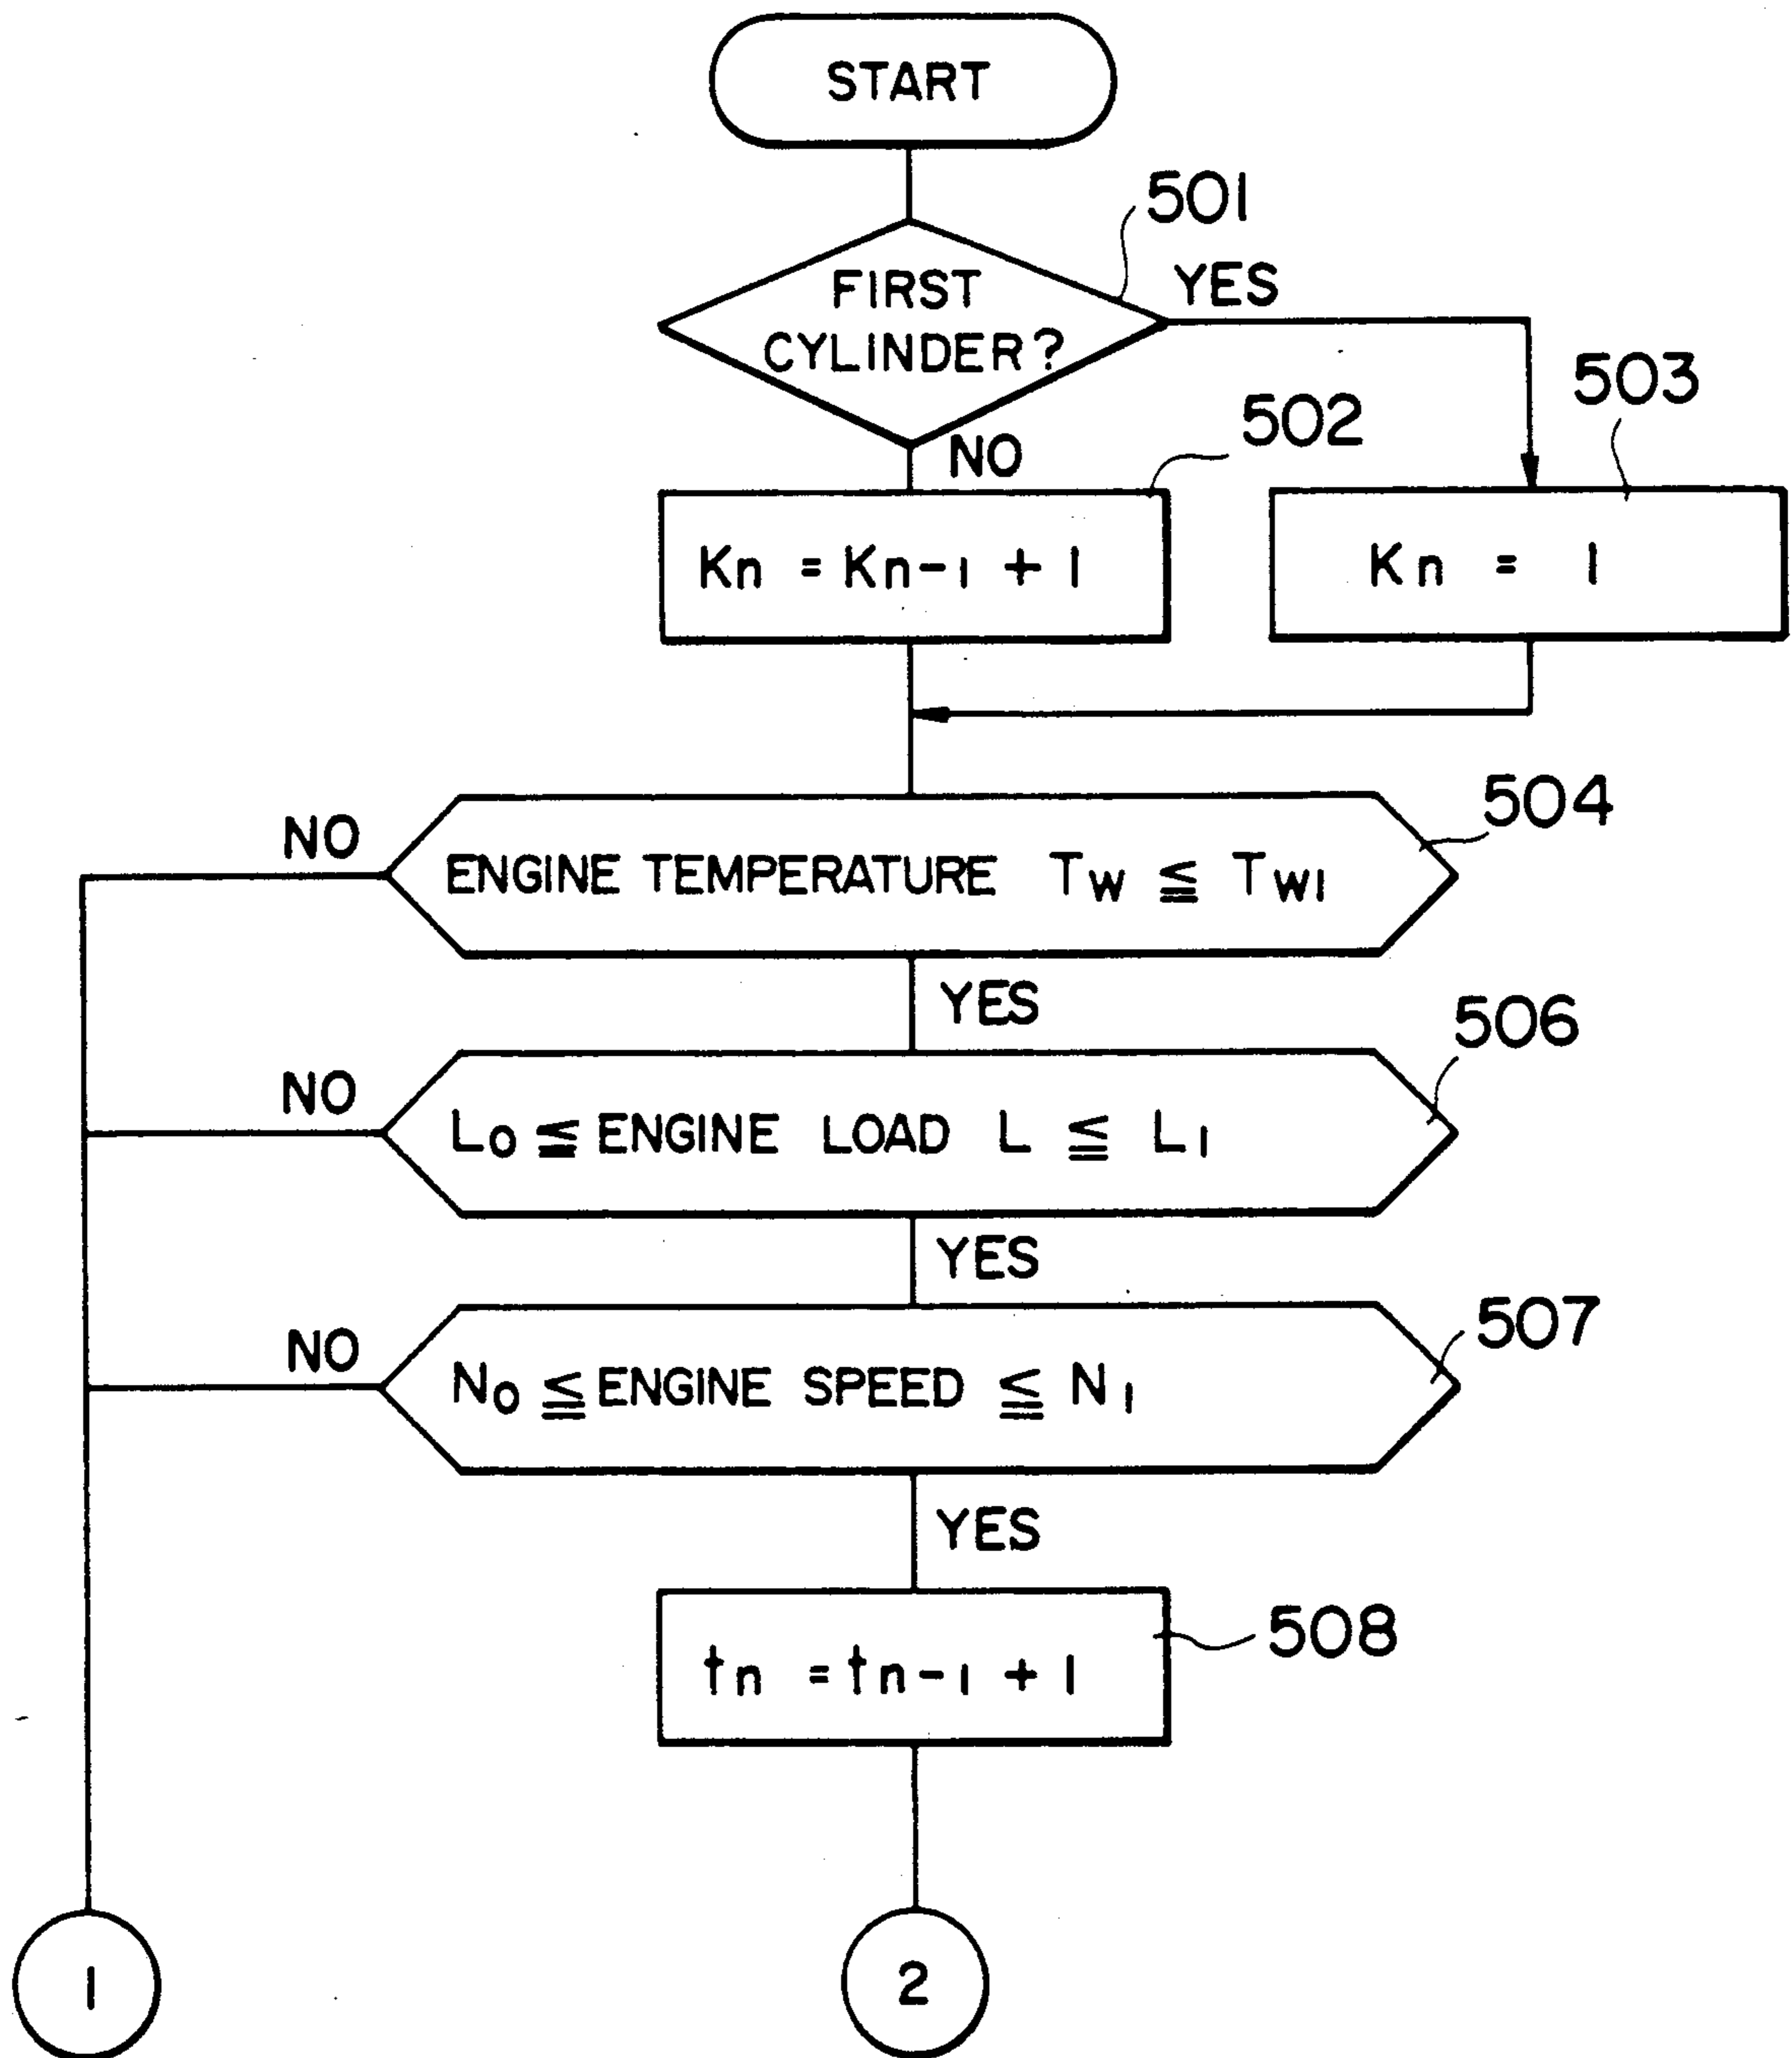 START
501
FIRST
CYLINDER?
YES
NO
502
503
Kn = Kn-1 + 1
Kn = 1
504
NO
ENGINE TEMPERATURE TW ≦ TW1
YES
506
NO
L0 ≦ ENGINE LOAD L ≦ L1
YES
507
NO
N0 ≦ ENGINE SPEED ≦ N1
YES
508
tn = tn-1 + 1
1
2